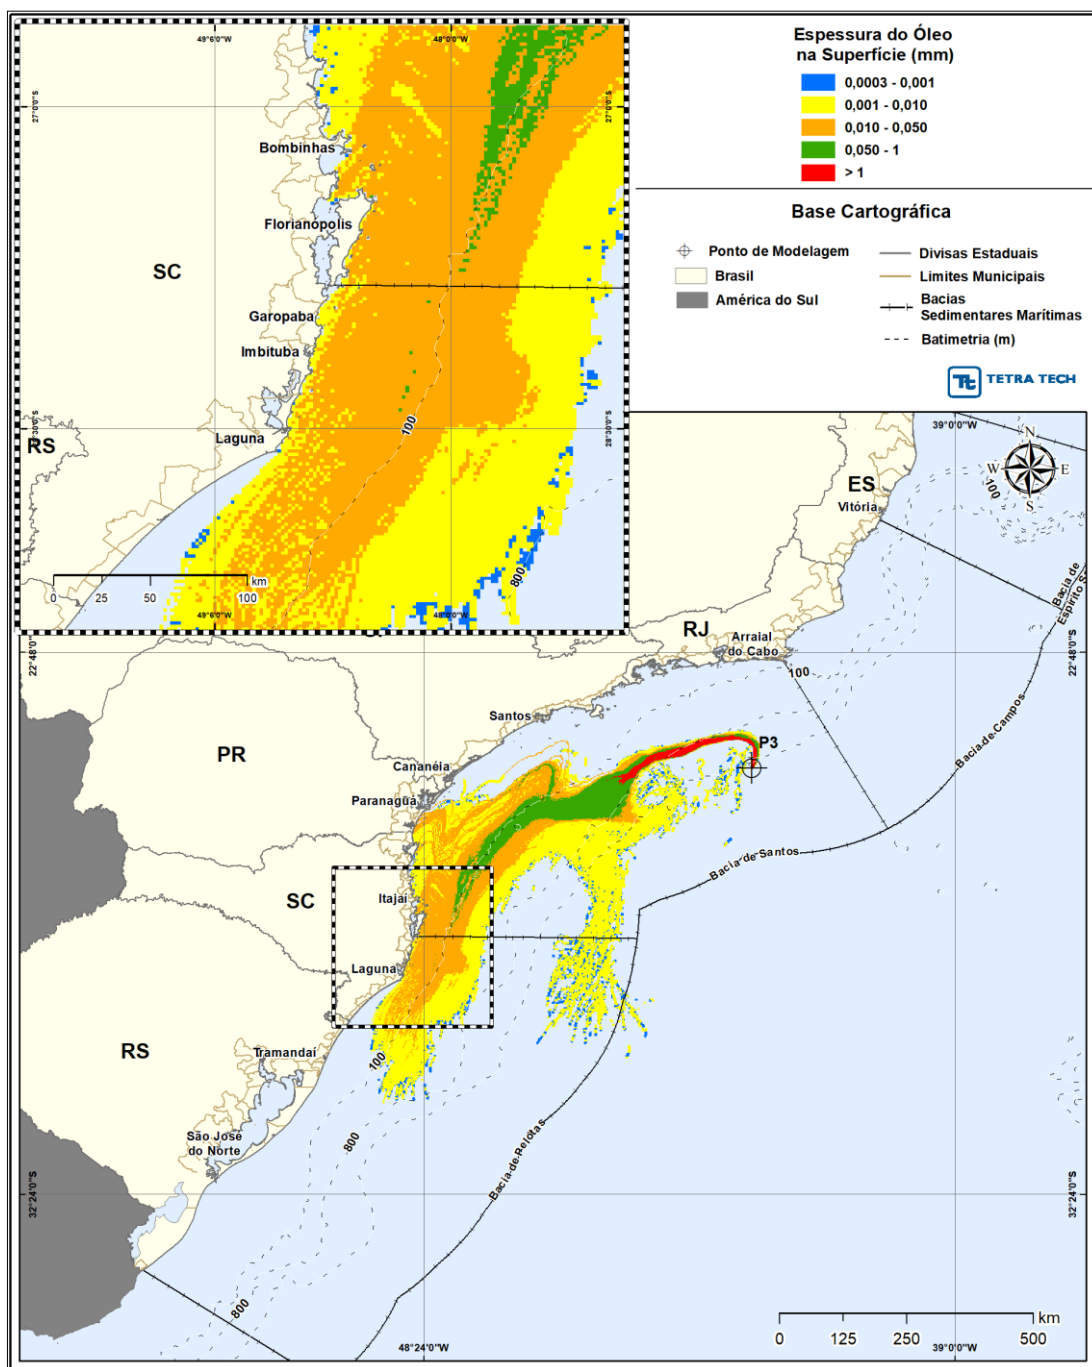 49°6'0"W
48°0'0"W
27°0'0"S
27°0'0"S
Bombinhas
Florianópolis
SC
Garopaba
Imbituba
Laguna
RS
100
28°30'0"S
800
0 25 50 100
km
49°6'0"W
48°0'0"W
Espessura do Óleo
na Superfície (mm)
0,0003 - 0,001
0,001 - 0,010
0,010 - 0,050
0,050 - 1
> 1
Base Cartográfica
Ponto de Modelagem
Brasil
América do Sul
Divisas Estaduais
Limites Municipais
Bacias
Sedimentares Marítimas
Batimetria (m)
Tt TETRA TECH
39°0'0"W
N
W E
S
100
ES
Vitória
Bacia de
Espírito S
RJ
Arraial
do Cabo
22°48'0"S
22°48'0"S
100
Santos
Bacia-de-Campos
P3
PR
Cananéia
Paranaguá
Bacia de Santos
SC
Itajaí
Laguna
RS
Tramandaí
100
São José
do Norte
800
Bacia-de-Pelotas
32°24'0"S
32°24'0"S
800
0 125 250 500
km
48°24'0"W
39°0'0"W